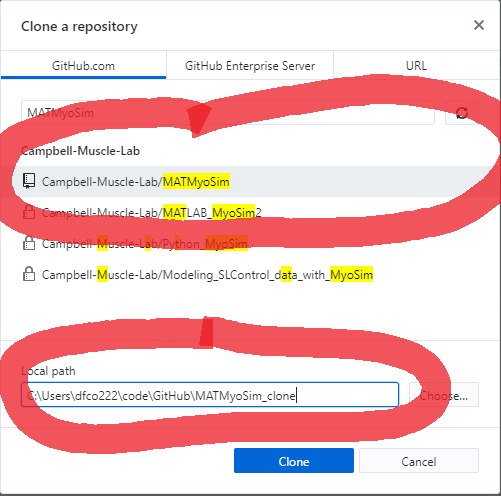 Clone a repository
GitHub.com GitHub Enterprise Server URL
MATMyoSim
Campbell-Muscle-Lab
Campbell-Muscle-Lab/MATMyoSim
Campbell-Muscle-Lab/MATLAB_MyoSim2
Campbell-Muscle-Lab/Python_MyoSim
Campbell-Muscle-Lab/Modeling_SLControl_data_with_MyoSim
Local path
C:\Users\dfco222\code\GitHub\MATMyoSim_clone Choose...
Clone Cancel